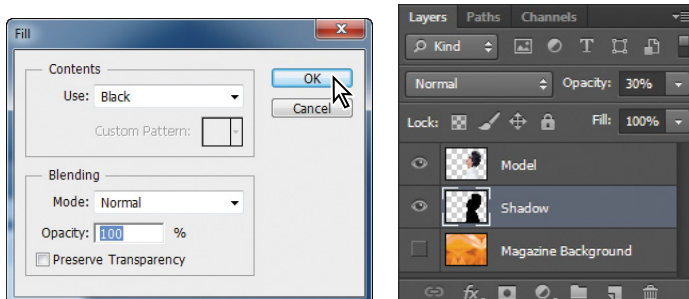 Fill
Contents
Use: Black
Custom Pattern:
Blending
Mode: Normal
Opacity: 100 %
Preserve Transparency
OK
Cancel
Layers Paths Channels
Kind T
Normal Opacity: 30%
Lock: Fill: 100%
Model
Shadow
Magazine Background
fx